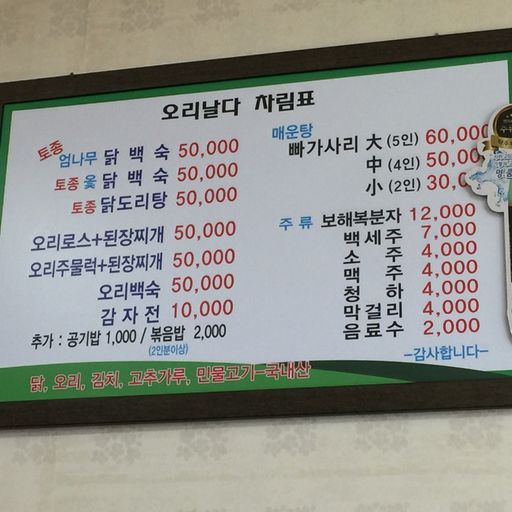 오리날다 차림표
토종 엄나무 닭 백 숙 50,000
토종 옻 닭 백 숙 50,000
토종 닭도리탕 50,000
오리로스+된장찌개 50,000
오리주물럭+된장찌개 50,000
오리백숙 50,000
감 자 전 10,000
추가 : 공기밥 1,000 / 볶음밥 2,000
(2인분이상)
매운탕
빠가사리 大 (5인) 60,000
中 (4인) 50,00
小 (2인) 30,0
주 류 보해복분자 12,000
백세주 7,000
소 주 4,000
맥 주 4,000
청 하 4,000
막걸리 4,000
음료수 2,000
-감사합니다-
닭, 오리, 김치, 고추가루, 민물고기-국내산